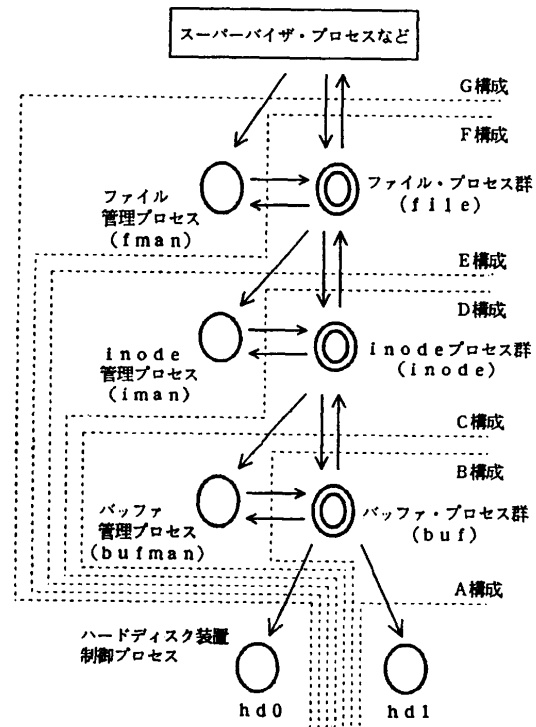 スーパーバイザ・プロセスなど
G構成
F構成
ファイル
管理プロセス
(fman)
ファイル・プロセス群
(file)
E構成
D構成
inode
管理プロセス
(iman)
inodeプロセス群
(inode)
C構成
B構成
バッファ
管理プロセス
(bufman)
バッファ・プロセス群
(buf)
A構成
ハードディスク装置
制御プロセス
hd0
hd1